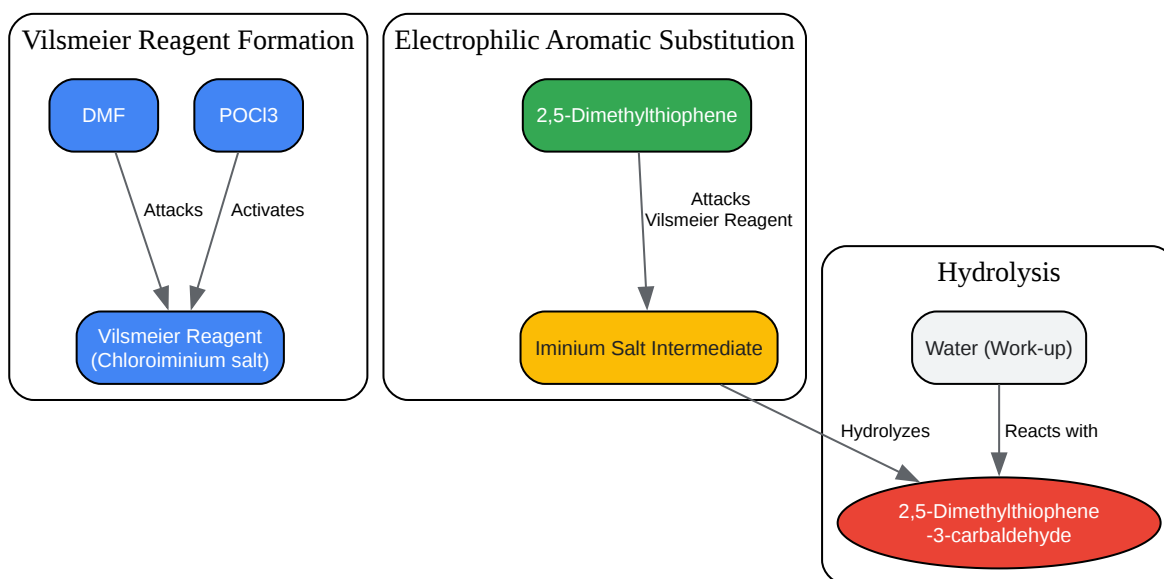 Vilsmeier Reagent Formation
DMF
POCl3
Attacks
Activates
Vilsmeier Reagent
(Chloroiminium salt)
Electrophilic Aromatic Substitution
2,5-Dimethylthiophene
Attacks
Vilsmeier Reagent
Iminium Salt Intermediate
Hydrolysis
Water (Work-up)
Hydrolyzes
Reacts with
2,5-Dimethylthiophene
-3-carbaldehyde